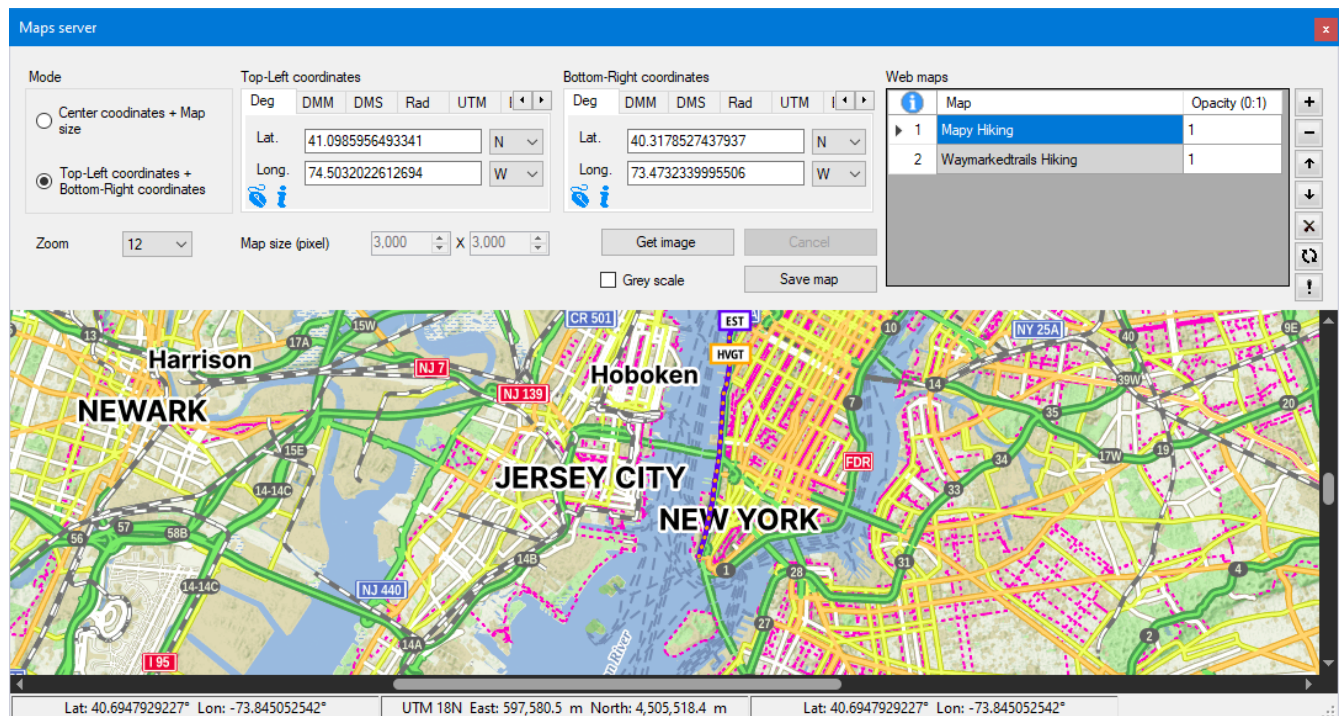 Maps server
x
Mode
Center coodinates + Map size
Top-Left coordinates + Bottom-Right coordinates
Top-Left coordinates
Deg DMM DMS Rad UTM
Lat. 41.0985956493341 N
Long. 74.5032022612694 W
Bottom-Right coordinates
Deg DMM DMS Rad UTM
Lat. 40.3178527437937 N
Long. 73.4732339995506 W
Web maps
Map Opacity (0:1)
1 Mapy Hiking 1
2 Waymarkedtrails Hiking 1
Zoom 12
Map size (pixel) 3,000 X 3,000
Get image Cancel
Grey scale Save map
CR 501
EST
15W
10
NY 25A
9E
13
17A
40
HVGT
Harrison
NJ 7
Hoboken
14
39W
NJ 139
7
20
NEWARK
35
15E
17W
19
FDR
34
JERSEY CITY
14-14C
33
NEW YORK
57
58B
56
14B
31
1
28
4
14-14C
NJ 440
27
2
14A
n River
I 95
Lat: 40.6947929227° Lon: -73.845052542°
UTM 18N East: 597,580.5 m North: 4,505,518.4 m
Lat: 40.6947929227° Lon: -73.845052542°